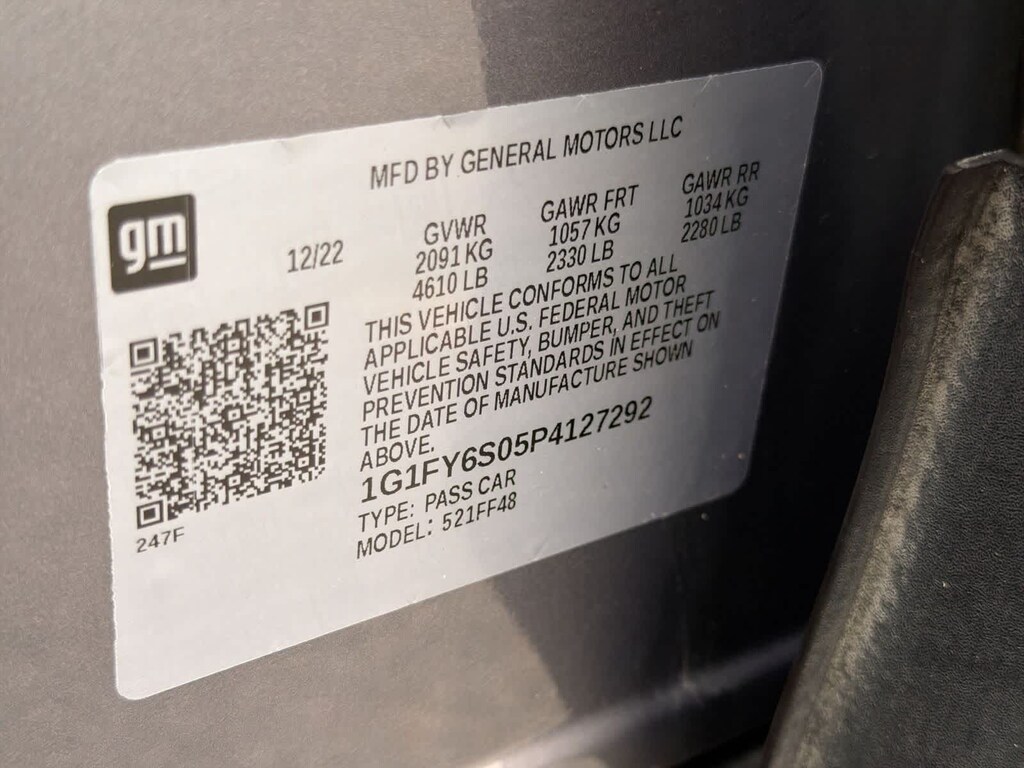 MFD BY GENERAL MOTORS LLC
gm
12/22
GVWR
2091 KG
4610 LB
GAWR FRT
1057 KG
2330 LB
GAWR RR
1034 KG
2280 LB
THIS VEHICLE CONFORMS TO ALL
APPLICABLE U.S. FEDERAL MOTOR
VEHICLE SAFETY, BUMPER, AND THEFT
PREVENTION STANDARDS IN EFFECT ON
THE DATE OF MANUFACTURE SHOWN
ABOVE.
1G1FY6S05P4127292
TYPE: PASS CAR
MODEL: 521FF48
247F